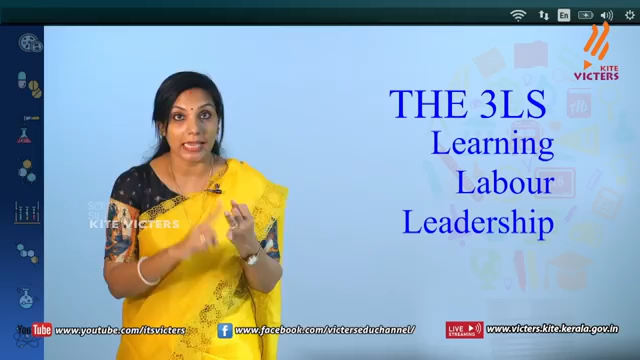 En
KITE
VICTERS
THE 3LS
Learning
Labour
Leadership
KITE VICTERS
YouTube www.youtube.com/itsvicters
www.facebook.com/victerseduchannel/
LIVE
STREAMING
www.victers.kite.kerala.gov.in